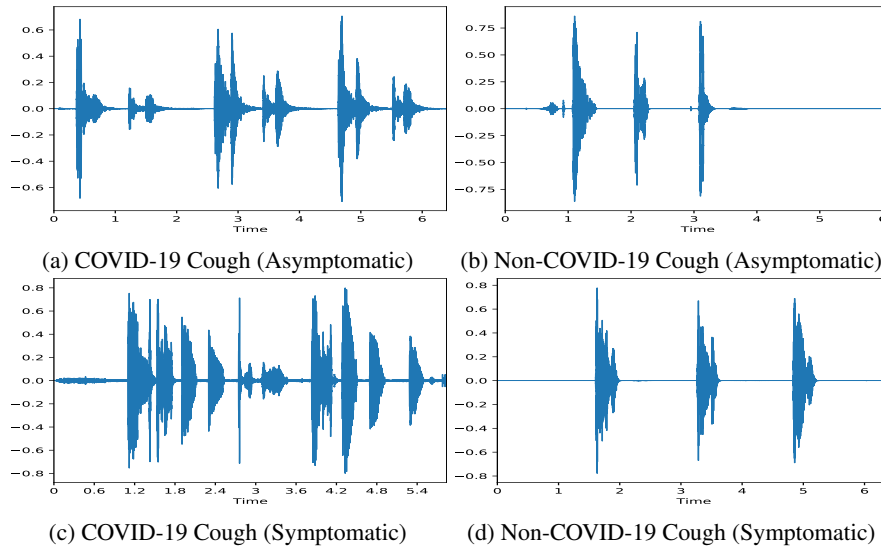 0.6
0.4
0.2
0.0
−0.2
−0.4
−0.6
0 1 2 3 4 5 6
Time
(a) COVID-19 Cough (Asymptomatic)
0.75
0.50
0.25
0.00
−0.25
−0.50
−0.75
0 1 2 3 4 5 6
Time
(b) Non-COVID-19 Cough (Asymptomatic)
0.8
0.6
0.4
0.2
0.0
−0.2
−0.4
−0.6
−0.8
0 0.6 1.2 1.8 2.4 3 3.6 4.2 4.8 5.4
Time
(c) COVID-19 Cough (Symptomatic)
0.8
0.6
0.4
0.2
0.0
−0.2
−0.4
−0.6
−0.8
0 1 2 3 4 5 6
Time
(d) Non-COVID-19 Cough (Symptomatic)